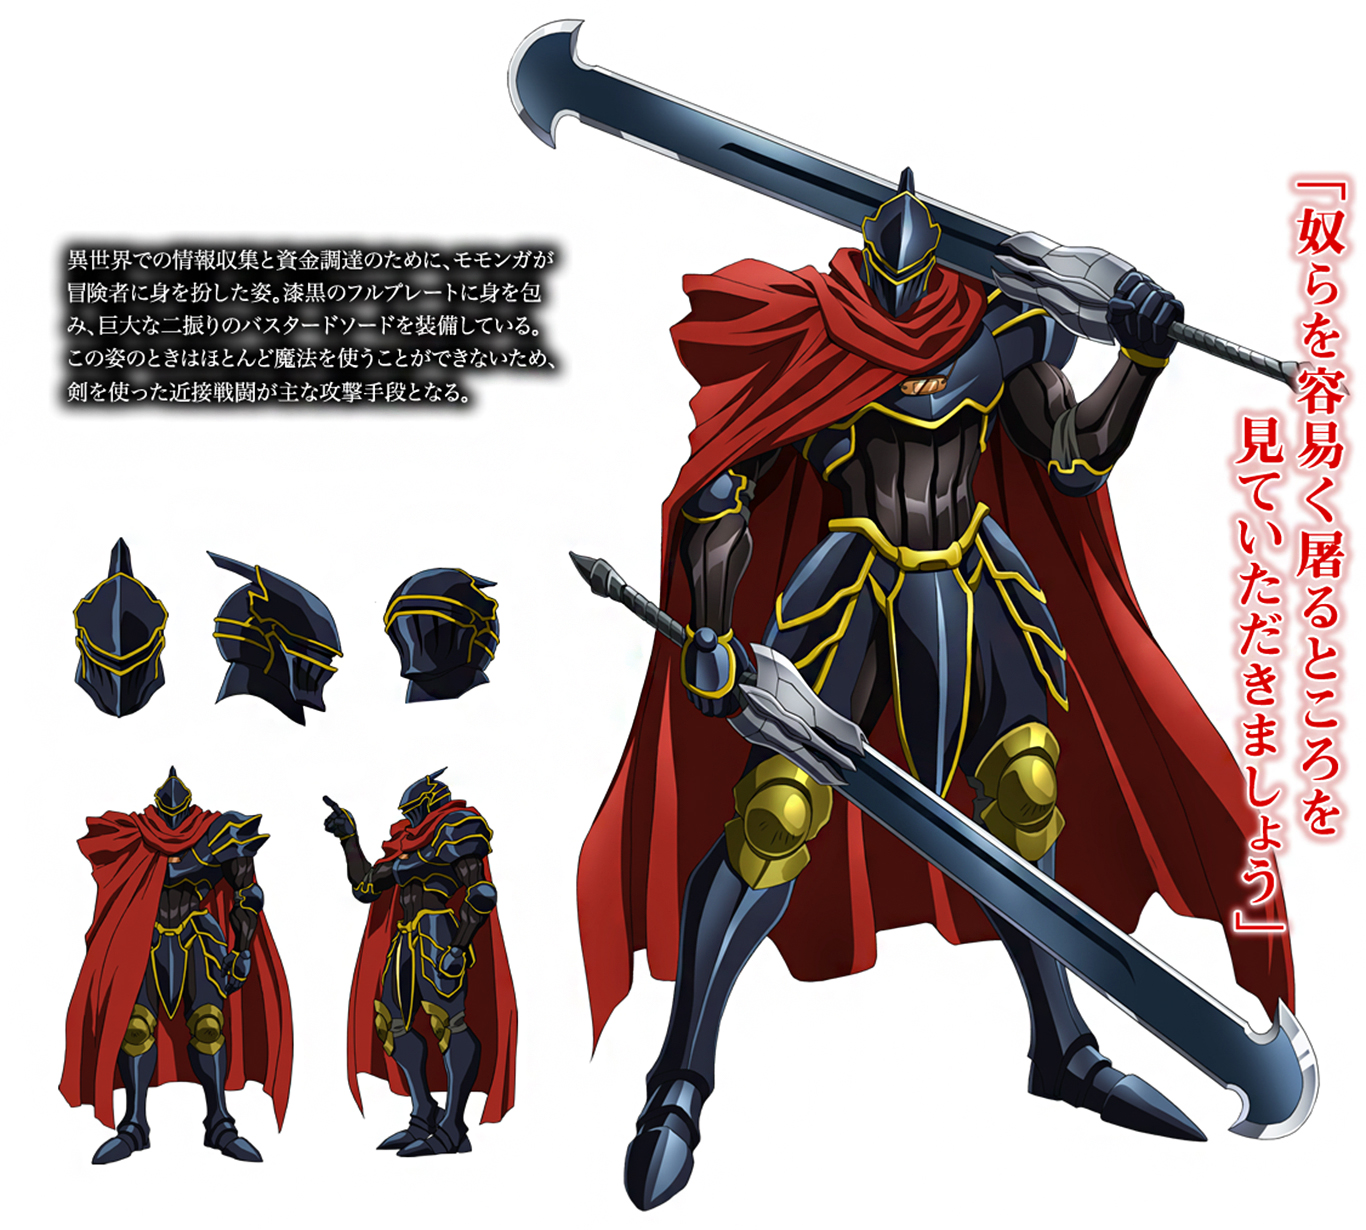 異世界での情報収集と資金調達のために、モモンガが
冒険者に身を扮した姿。漆黒のフルプレートに身を包
み、巨大な二振りのバスタードソードを装備している。
この姿のときはほとんど魔法を使うことができないため、
剣を使った近接戦闘が主な攻撃手段となる。
「奴らを容易く屠るところを
見ていただきましょう」